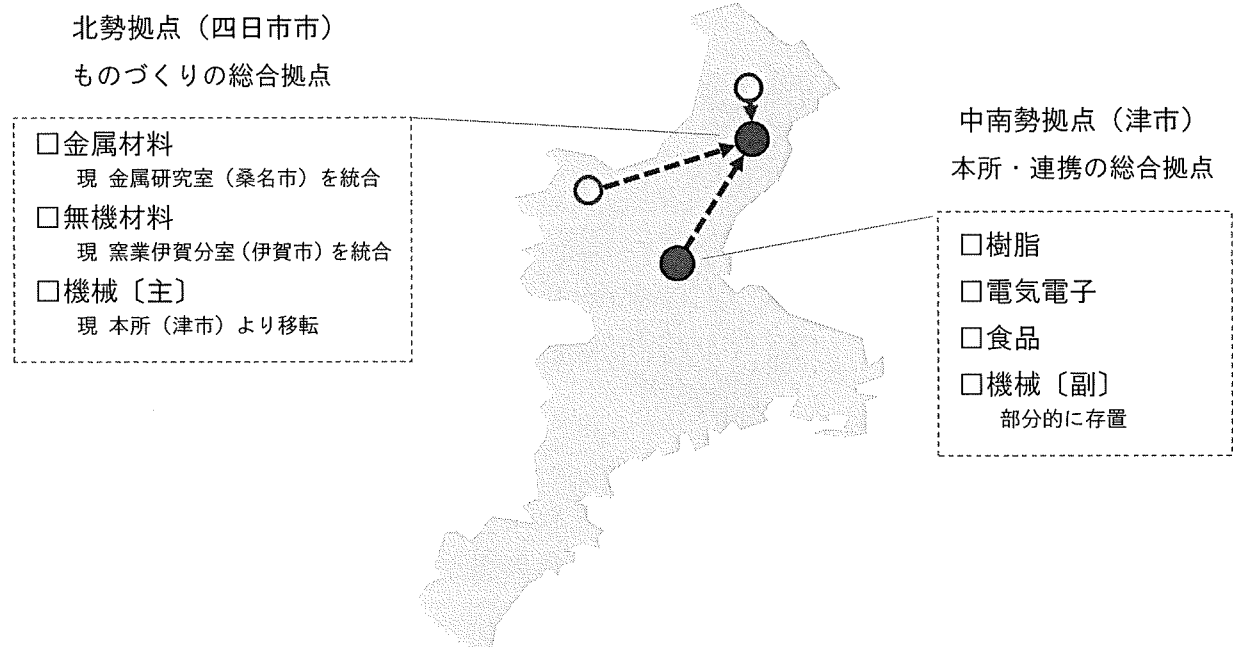 北勢拠点（四日市市）
ものづくりの総合拠点
□金属材料
現 金属研究室（桑名市）を統合
□無機材料
現 窯業伊賀分室（伊賀市）を統合
□機械〔主〕
現 本所（津市）より移転
中南勢拠点（津市）
本所・連携の総合拠点
□樹脂
□電気電子
□食品
□機械〔副〕
部分的に存置